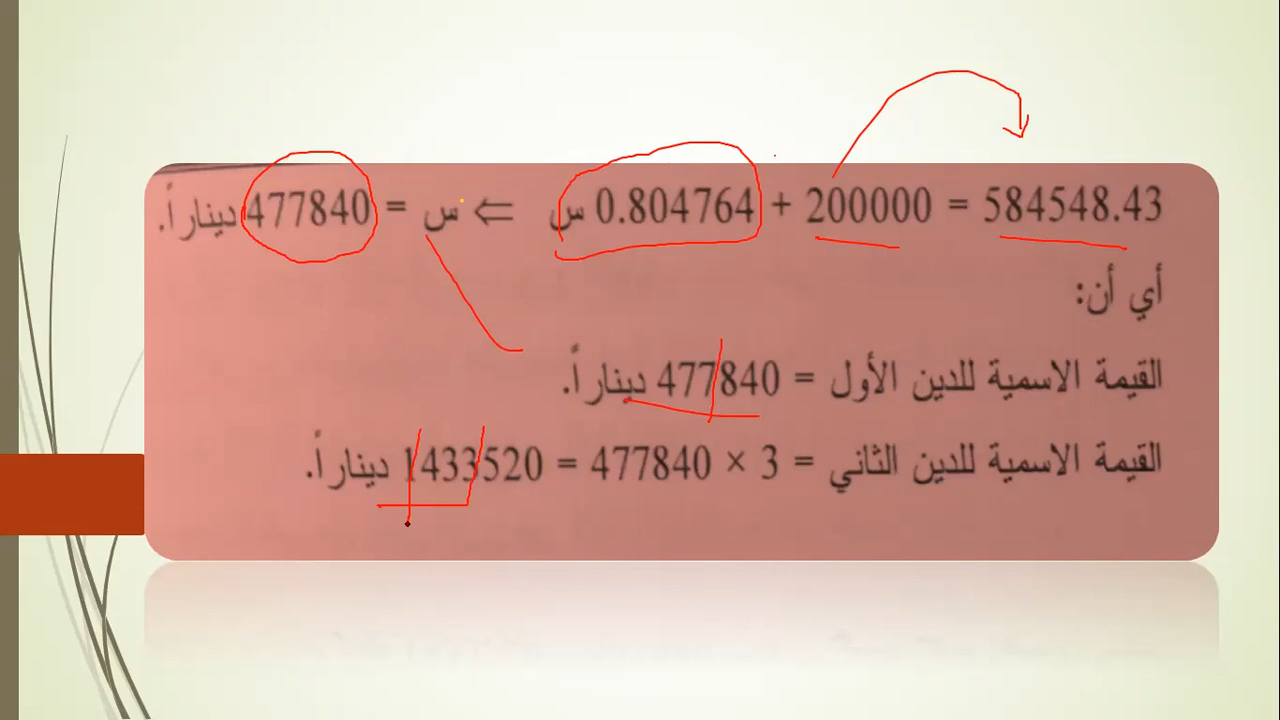 584548.43 = 200000 + 0.804764 س ⇐ س = 477840 ديناراً.
أي أن:
القيمة الاسمية للدين الأول = 477840 ديناراً.
القيمة الاسمية للدين الثاني = 3 × 477840 = 1433520 ديناراً.